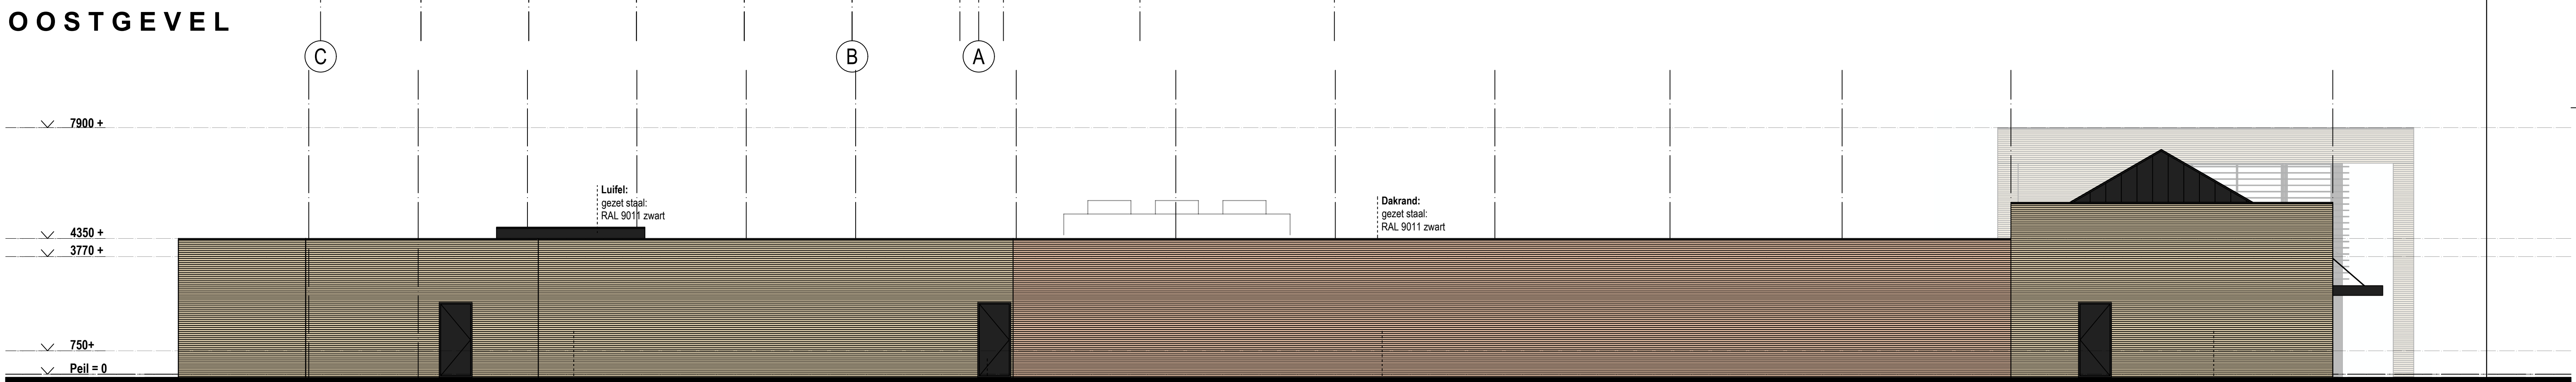 OOSTGEVEL
C
B
A
7900 +
Luifel:
gezet staal:
RAL 9011 zwart
Dakrand:
gezet staal:
RAL 9011 zwart
4350 +
3770 +
750+
Peil = 0